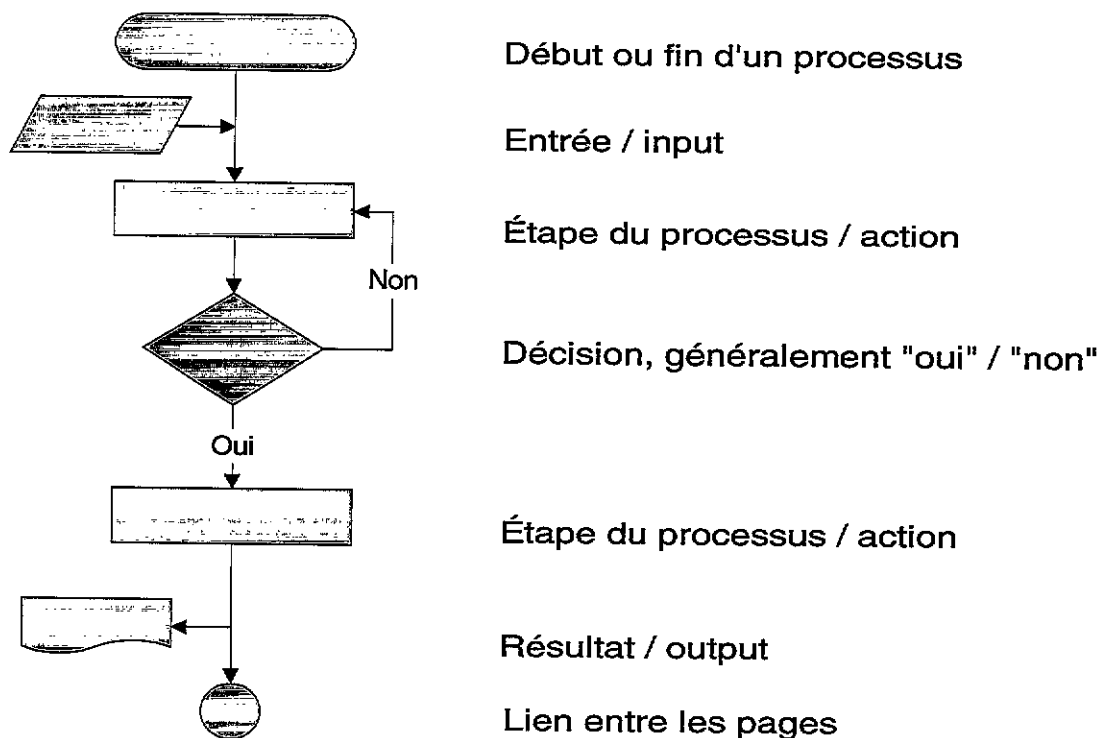 Début ou fin d'un processus
Entrée / input
Étape du processus / action
Non
Décision, généralement "oui" / "non"
Oui
Étape du processus / action
Résultat / output
Lien entre les pages